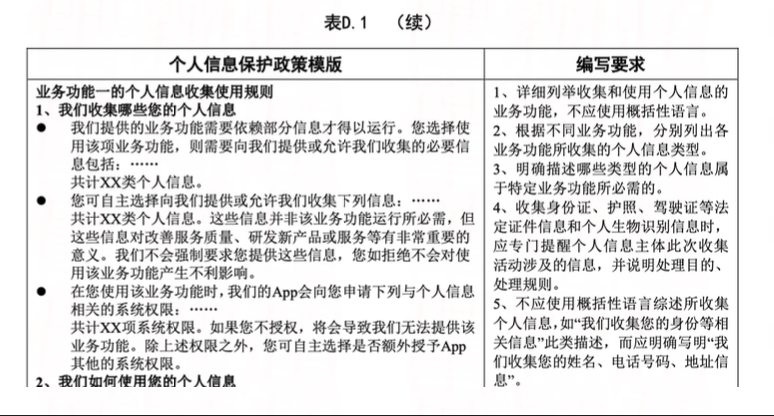 表D.1 （续）
个人信息保护政策模版
编写要求
业务功能一的个人信息收集使用规则
1、我们收集哪些您的个人信息
● 我们提供的业务功能需要依赖部分信息才得以运行。您选择使
用该项业务功能，则需要向我们提供或允许我们收集的必要信
息包括：……
共计XX类个人信息。
● 您可自主选择向我们提供或允许我们收集下列信息：……
共计XX类个人信息。这些信息并非该业务功能运行所必需，但
这些信息对改善服务质量、研发新产品或服务等有非常重要的
意义。我们不会强制要求您提供这些信息，您如拒绝不会对使
用该业务功能产生不利影响。
● 在您使用该业务功能时，我们的App会向您申请下列与个人信息
相关的系统权限：……
共计XX项系统权限。如果您不授权，将会导致我们无法提供该
业务功能。除上述权限之外，您可自主选择是否额外授予App
其他的系统权限。
2、我们如何使用您的个人信息
1、详细列举收集和使用个人信息的
业务功能，不应使用概括性语言。
2、根据不同业务功能，分别列出各
业务功能所收集的个人信息类型。
3、明确描述哪些类型的个人信息属
于特定业务功能所必需的。
4、收集身份证、护照、驾驶证等法
定证件信息和个人生物识别信息时，
应专门提醒个人信息主体此次收集
活动涉及的信息，并说明处理目的、
处理规则。
5、不应使用概括性语言综述所收集
个人信息，如“我们收集您的身份等相
关信息”此类描述，而应明确写明“我
们收集您的姓名、电话号码、地址信
息”。